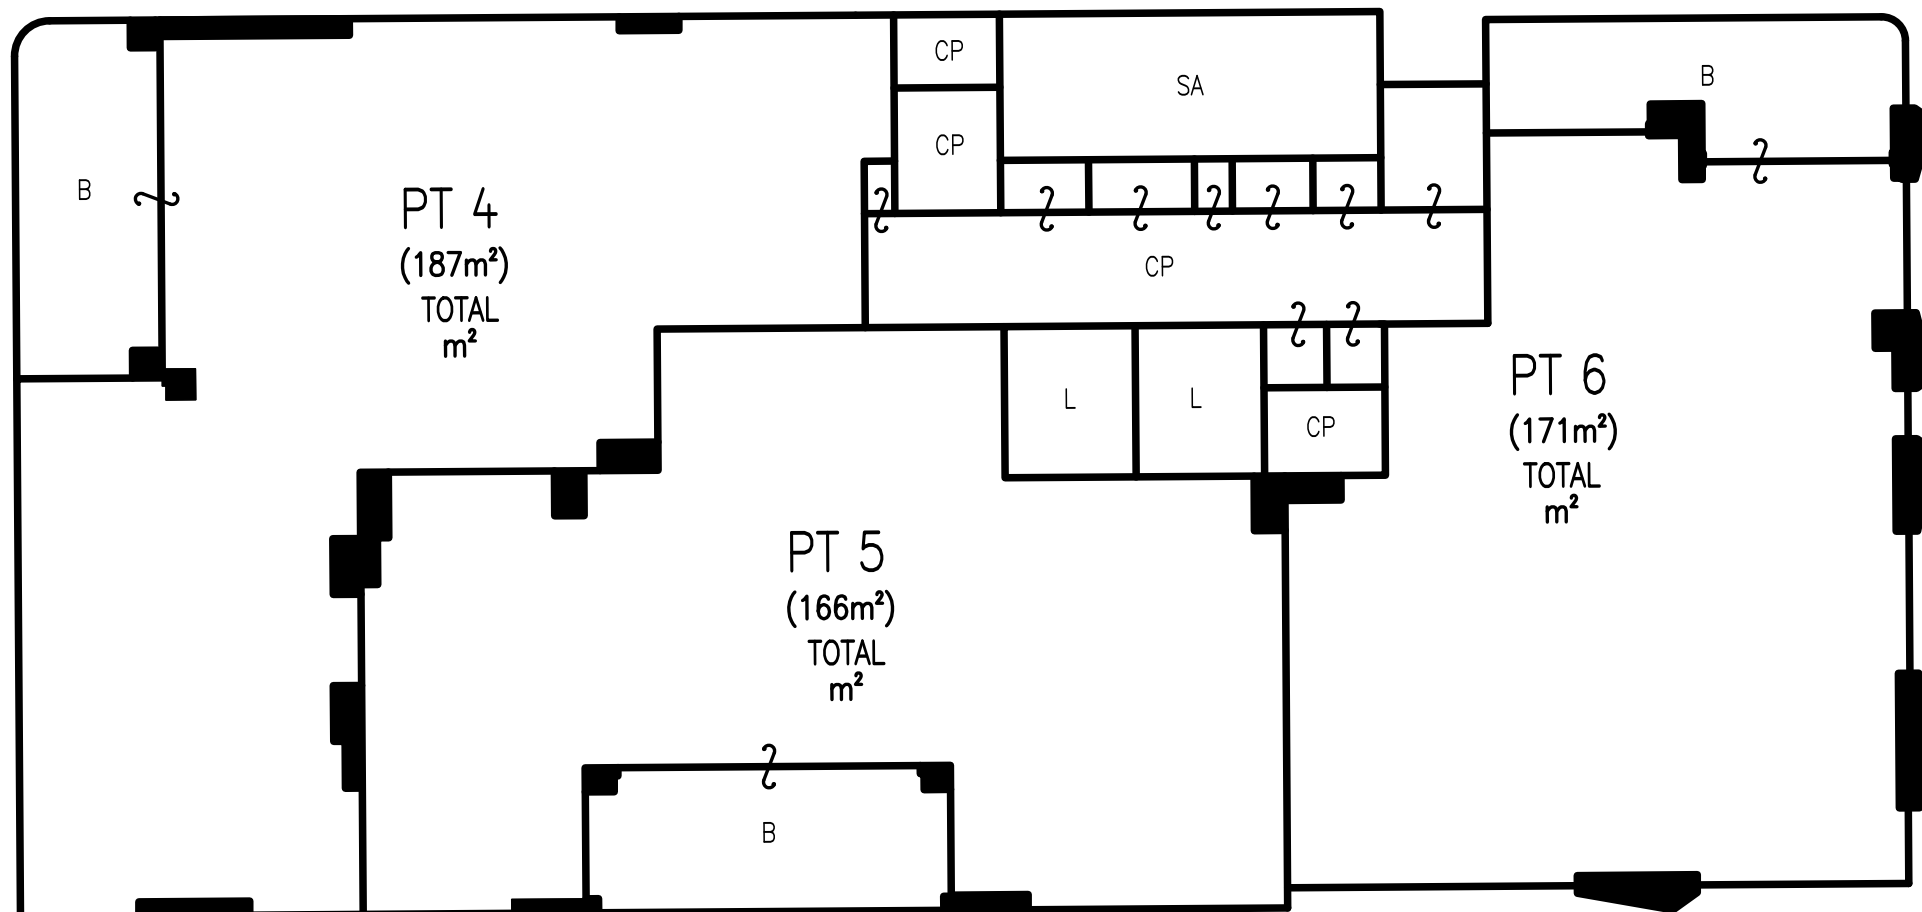 CP
SA
B
CP
B
PT 4
(187m²)
TOTAL
m²
CP
PT 6
(171m²)
TOTAL
m²
L
L
CP
PT 5
(166m²)
TOTAL
m²
B